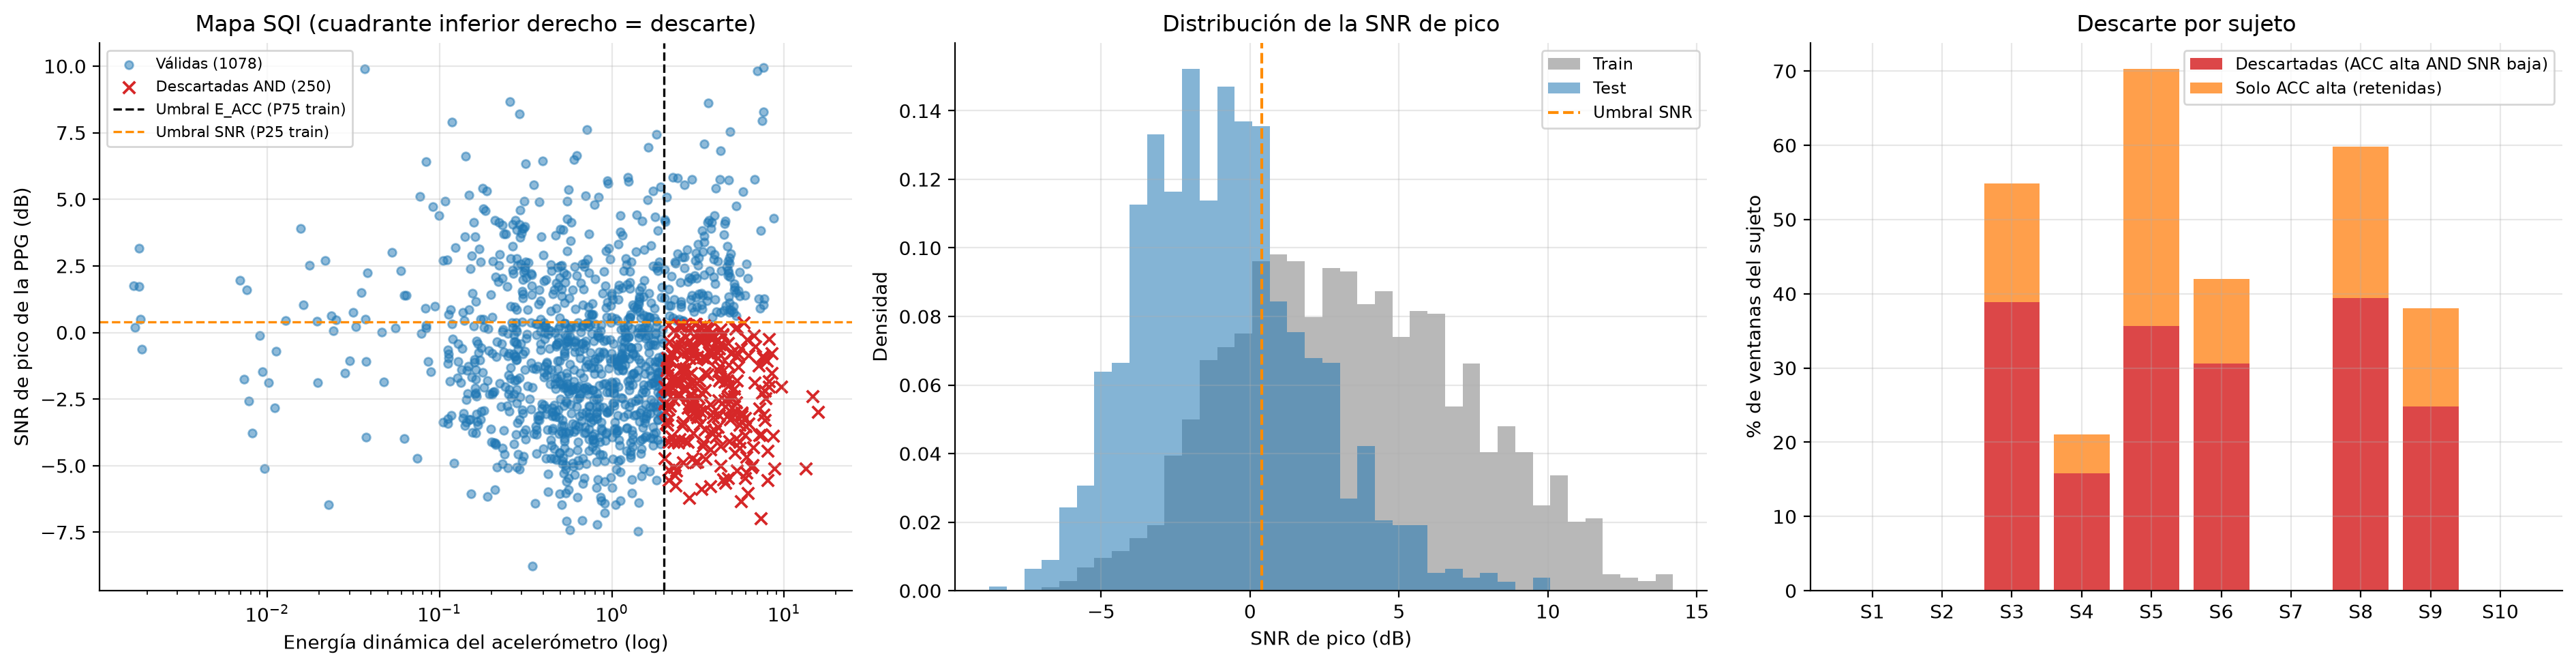 Mapa SQI (cuadrante inferior derecho = descarte)
Válidas (1078)
Descartadas AND (250)
Umbral E_ACC (P75 train)
Umbral SNR (P25 train)
SNR de pico de la PPG (dB)
10.0
7.5
5.0
2.5
0.0
−2.5
−5.0
−7.5
10⁻²
10⁻¹
10⁰
10¹
Energía dinámica del acelerómetro (log)
Distribución de la SNR de pico
Train
Test
Umbral SNR
Densidad
0.14
0.12
0.10
0.08
0.06
0.04
0.02
0.00
−5
0
5
10
15
SNR de pico (dB)
Descarte por sujeto
Descartadas (ACC alta AND SNR baja)
Solo ACC alta (retenidas)
% de ventanas del sujeto
70
60
50
40
30
20
10
0
S1
S2
S3
S4
S5
S6
S7
S8
S9
S10